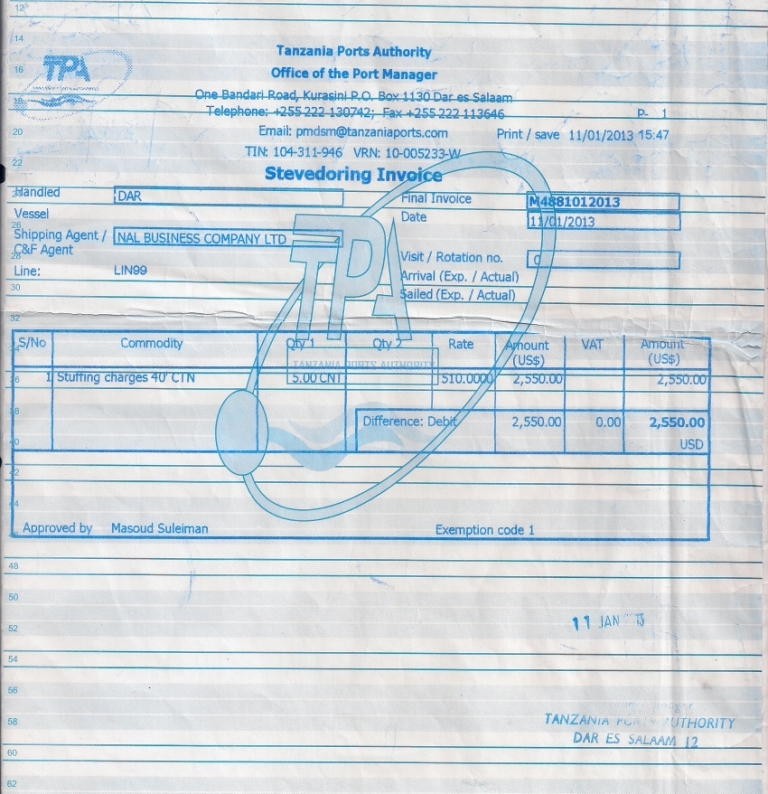 TPA
Tanzania Ports Authority
Office of the Port Manager
One Bandari Road, Kurasini P.O. Box 1130 Dar es Salaam
Telephone: +255 222 130742; Fax +255 222 113646
P- 1
Email: pmdsm@tanzaniaports.com
Print / save 11/01/2013 15:47
TIN: 104-311-946 VRN: 10-005233-W
Stevedoring Invoice
Handled DAR Final Invoice M4881012013
Vessel Date 11/01/2013
Shipping Agent / NAL BUSINESS COMPANY LTD
C&F Agent Visit / Rotation no. 0
Line: LIN99 Arrival (Exp. / Actual)
Sailed (Exp. / Actual)
TPA
TANZANIA PORTS AUTHORITY
S/No Commodity Qty 1 Qty 2 Rate Amount (US$) VAT Amount (US$)
1 Stuffing charges 40' CTN 5.00 CNT 510.0000 2,550.00 2,550.00
Difference: Debit 2,550.00 0.00 2,550.00
USD
Approved by Masoud Suleiman Exemption code 1
11 JAN
TANZANIA PORTS AUTHORITY
DAR ES SALAAM 12
12
14
16
18
20
22
30
32
48
50
52
54
56
58
60
62